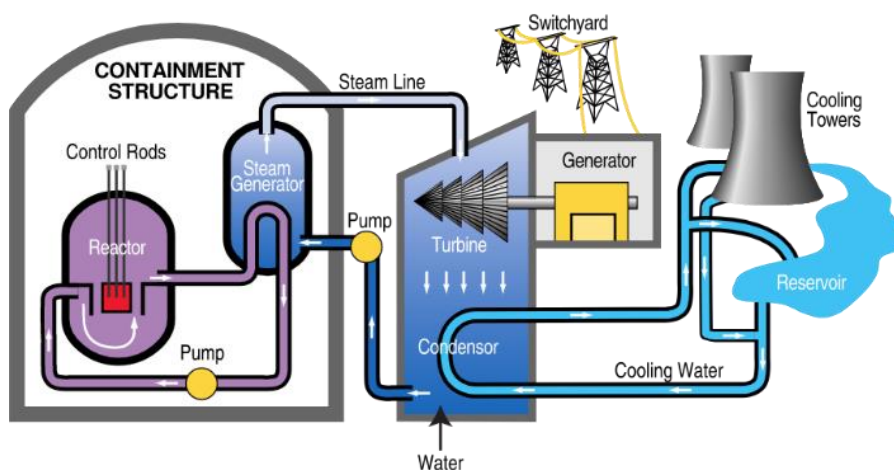 Switchyard
CONTAINMENT
STRUCTURE
Steam Line
Cooling
Towers
Control Rods
Steam
Generator
Generator
Pump
Reactor
Turbine
Reservoir
Condensor
Pump
Cooling Water
Water